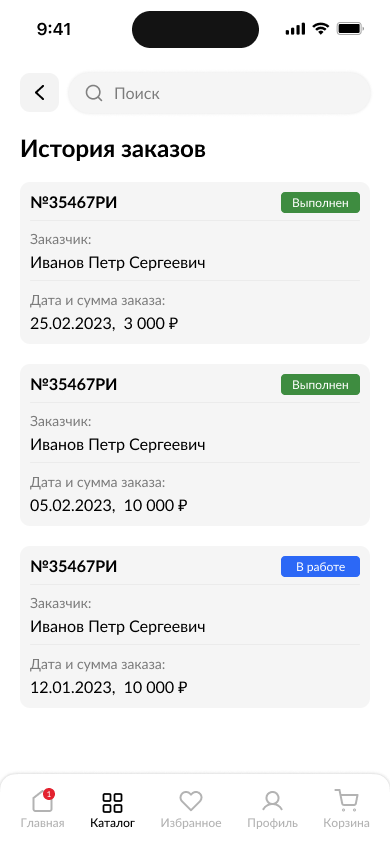 9:41
Поиск
История заказов
№35467РИ Выполнен
Заказчик:
Иванов Петр Сергеевич
Дата и сумма заказа:
25.02.2023, 3 000 ₽
№35467РИ Выполнен
Заказчик:
Иванов Петр Сергеевич
Дата и сумма заказа:
05.02.2023, 10 000 ₽
№35467РИ В работе
Заказчик:
Иванов Петр Сергеевич
Дата и сумма заказа:
12.01.2023, 10 000 ₽
1
Главная Каталог Избранное Профиль Корзина